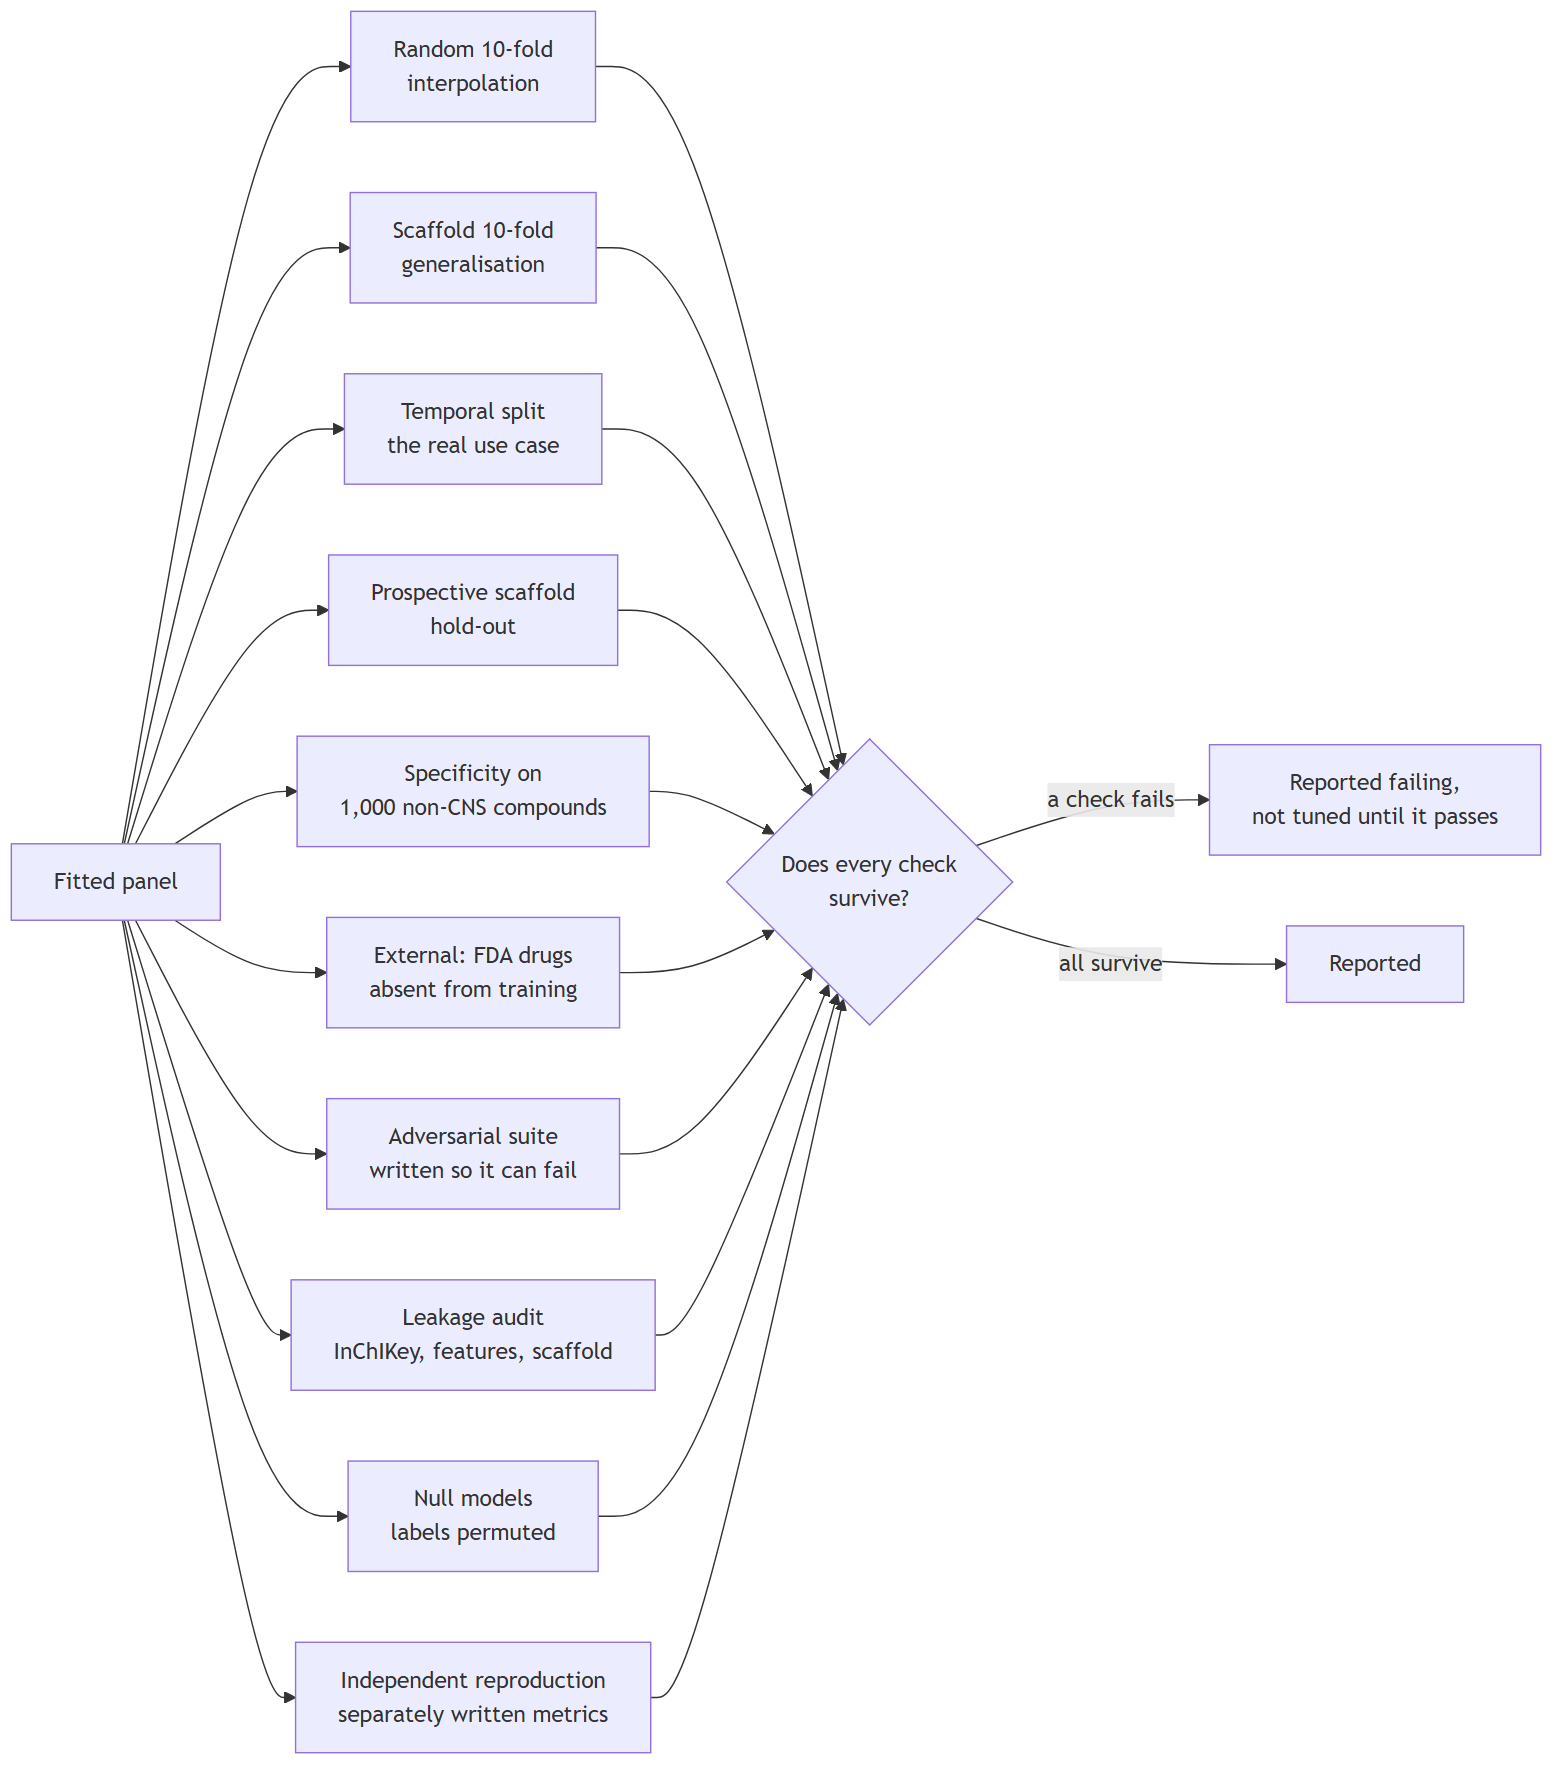 Random 10-fold
interpolation
Scaffold 10-fold
generalisation
Temporal split
the real use case
Prospective scaffold
hold-out
Specificity on
1,000 non-CNS compounds
Fitted panel
External: FDA drugs
absent from training
Adversarial suite
written so it can fail
Leakage audit
InChIKey, features, scaffold
Null models
labels permuted
Independent reproduction
separately written metrics
Does every check
survive?
a check fails
all survive
Reported failing,
not tuned until it passes
Reported